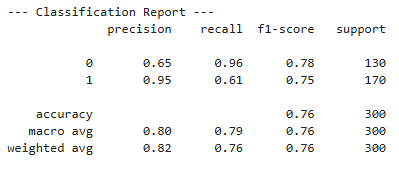 --- Classification Report ---
precision recall f1-score support
0 0.65 0.96 0.78 130
1 0.95 0.61 0.75 170
accuracy 0.76 300
macro avg 0.80 0.79 0.76 300
weighted avg 0.82 0.76 0.76 300